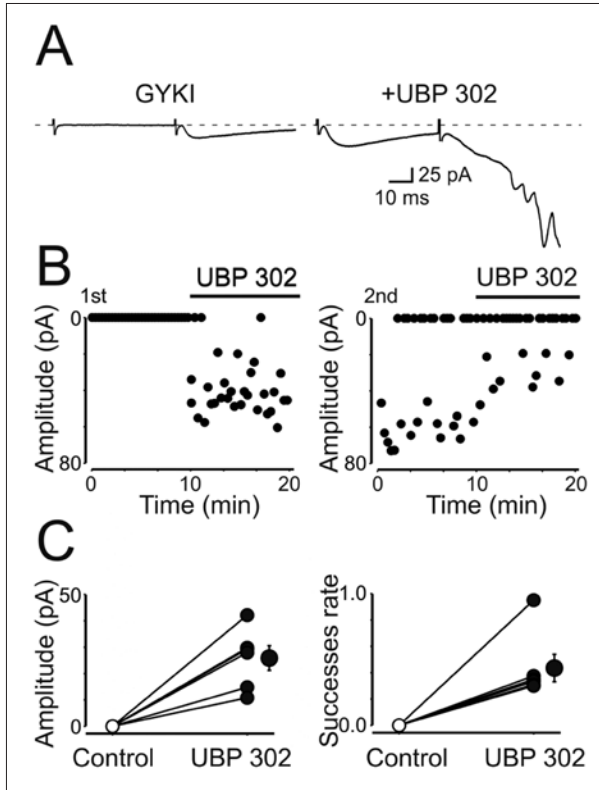 A
GYKI +UBP 302
25 pA
10 ms
B
UBP 302 UBP 302
1st 2nd
0 0
Amplitude (pA) Amplitude (pA)
80 80
0 10 20 0 10 20
Time (min) Time (min)
C
50 1.0
Amplitude (pA) Successes rate
0 0.0
Control UBP 302 Control UBP 302